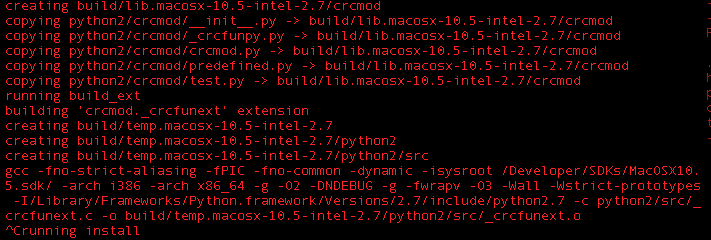 creating build/lib.macosx-10.5-intel-2.7/crcmod
copying python2/crcmod/__init__.py -> build/lib.macosx-10.5-intel-2.7/crcmod
copying python2/crcmod/_crcfunpy.py -> build/lib.macosx-10.5-intel-2.7/crcmod
copying python2/crcmod/crcmod.py -> build/lib.macosx-10.5-intel-2.7/crcmod
copying python2/crcmod/predefined.py -> build/lib.macosx-10.5-intel-2.7/crcmod
copying python2/crcmod/test.py -> build/lib.macosx-10.5-intel-2.7/crcmod
running build_ext
building 'crcmod._crcfunext' extension
creating build/temp.macosx-10.5-intel-2.7
creating build/temp.macosx-10.5-intel-2.7/python2
creating build/temp.macosx-10.5-intel-2.7/python2/src
gcc -fno-strict-aliasing -fPIC -fno-common -dynamic -isysroot /Developer/SDKs/MacOSX10.
5.sdk/ -arch i386 -arch x86_64 -g -O2 -DNDEBUG -g -fwrapv -O3 -Wall -Wstrict-prototypes
-I/Library/Frameworks/Python.framework/Versions/2.7/include/python2.7 -c python2/src/_
crcfunext.c -o build/temp.macosx-10.5-intel-2.7/python2/src/_crcfunext.o
^Crunning install